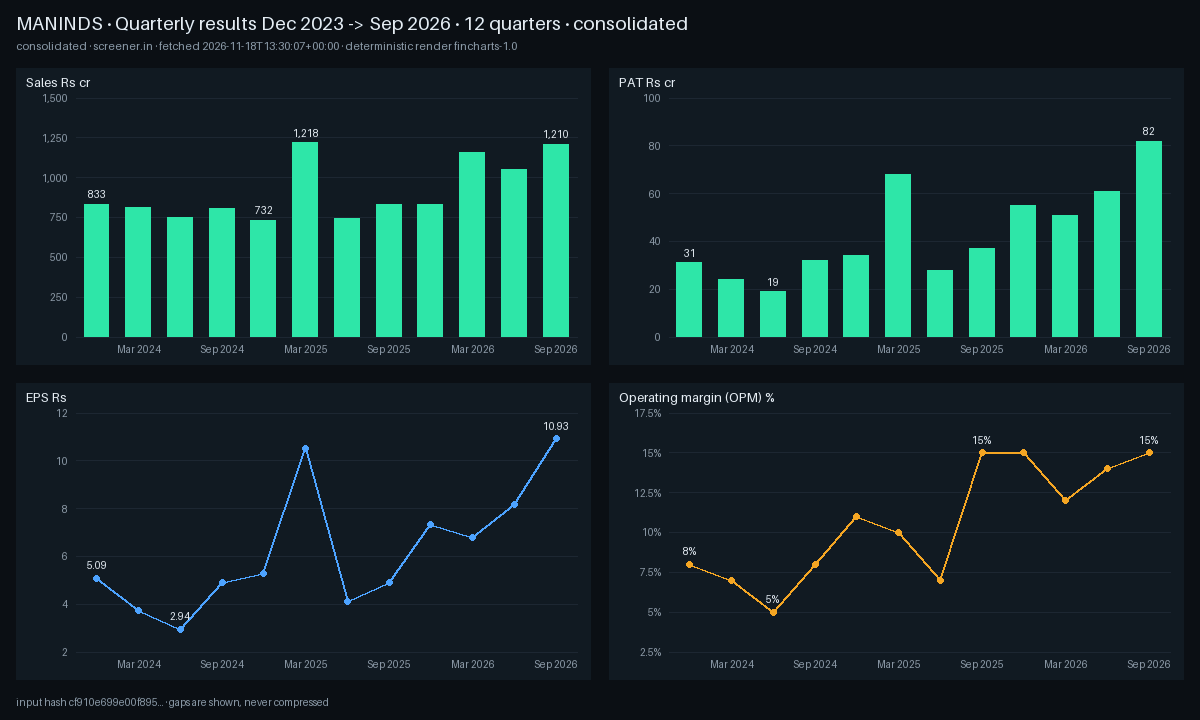 MANINDS · Quarterly results Dec 2023 -> Sep 2026 · 12 quarters · consolidated
consolidated · screener.in · fetched 2026-11-18T13:30:07+00:00 · deterministic render fincharts-1.0
Sales Rs cr
1,500
1,250
1,000
750
500
250
0
833
732
1,218
1,210
Mar 2024
Sep 2024
Mar 2025
Sep 2025
Mar 2026
Sep 2026
PAT Rs cr
100
80
60
40
20
0
31
19
82
Mar 2024
Sep 2024
Mar 2025
Sep 2025
Mar 2026
Sep 2026
EPS Rs
12
10
8
6
4
2
5.09
2.94
10.93
Mar 2024
Sep 2024
Mar 2025
Sep 2025
Mar 2026
Sep 2026
Operating margin (OPM) %
17.5%
15%
12.5%
10%
7.5%
5%
2.5%
8%
5%
15%
15%
Mar 2024
Sep 2024
Mar 2025
Sep 2025
Mar 2026
Sep 2026
input hash cf910e699e00f895… · gaps are shown, never compressed